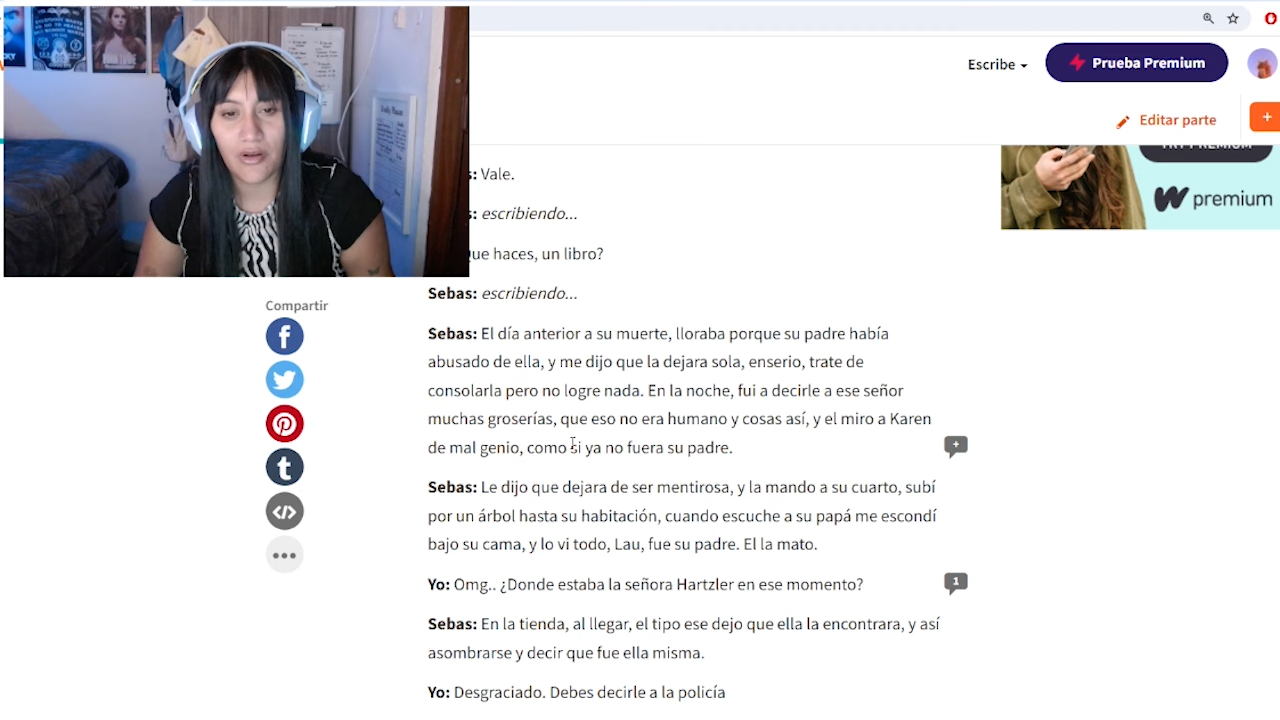 Escribe
Prueba Premium
Editar parte
+
TRY PREMIUM
premium
s: Vale.
s: escribiendo...
ue haces, un libro?
Compartir
Sebas: escribiendo...
Sebas: El día anterior a su muerte, lloraba porque su padre había
abusado de ella, y me dijo que la dejara sola, enserio, trate de
consolarla pero no logre nada. En la noche, fui a decirle a ese señor
muchas groserías, que eso no era humano y cosas así, y el miro a Karen
de mal genio, como si ya no fuera su padre.
+
Sebas: Le dijo que dejara de ser mentirosa, y la mando a su cuarto, subí
por un árbol hasta su habitación, cuando escuche a su papá me escondí
bajo su cama, y lo vi todo, Lau, fue su padre. El la mato.
Yo: Omg.. ¿Donde estaba la señora Hartzler en ese momento?
1
Sebas: En la tienda, al llegar, el tipo ese dejo que ella la encontrara, y así
asombrarse y decir que fue ella misma.
Yo: Desgraciado. Debes decirle a la policía